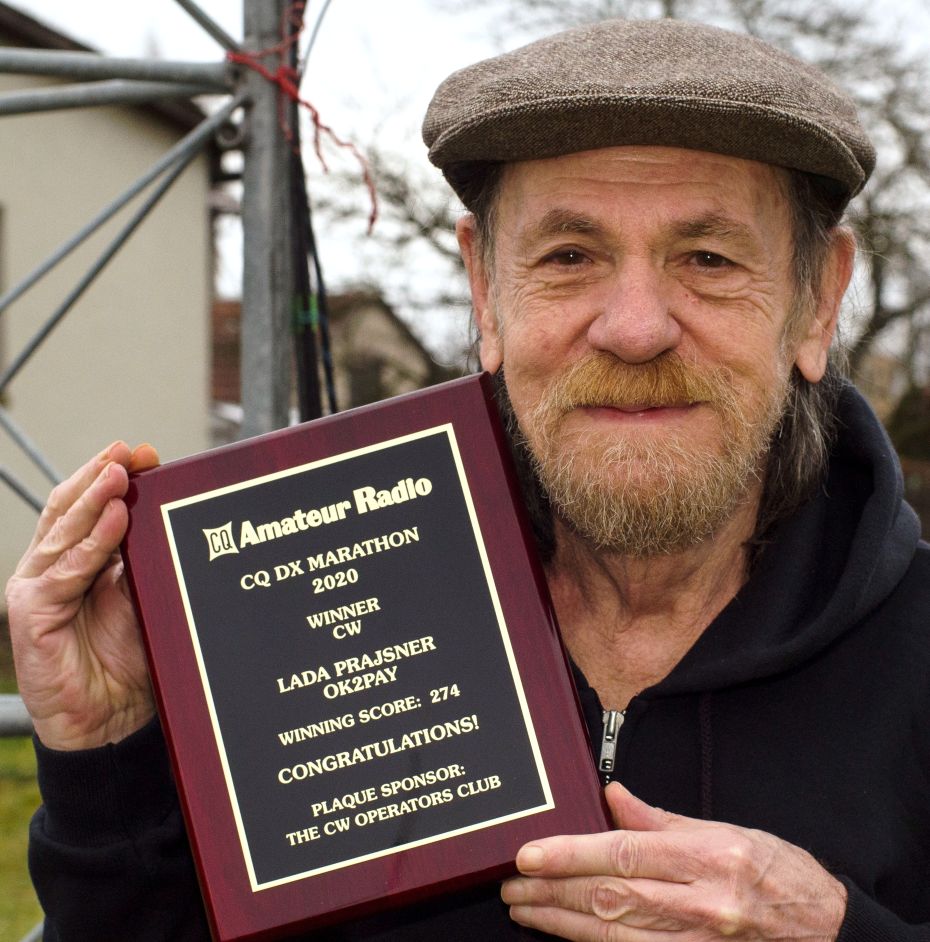 CQ Amateur Radio
CQ DX MARATHON
2020
WINNER
CW
LADA PRAJSNER
OK2PAY
WINNING SCORE: 274
CONGRATULATIONS!
PLAQUE SPONSOR:
THE CW OPERATORS CLUB